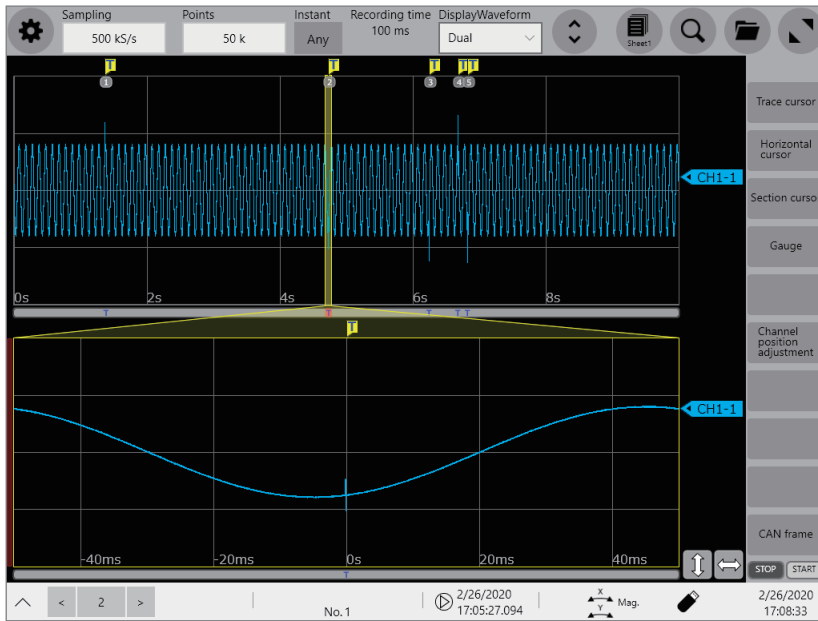 Sampling
Points
Instant
Recording time
DisplayWaveform
500 kS/s
50 k
Any
100 ms
Dual
Sheet1
T
T
T
T T
1
2
3
4 5
CH1-1
0s
2s
4s
6s
8s
T
T
T
T T
T
CH1-1
-40ms
-20ms
0s
20ms
40ms
T
Trace cursor
Horizontal
cursor
Section curso
Gauge
Channel
position
adjustment
CAN frame
STOP
START
<
2
>
No.1
2/26/2020
17:05:27.094
X
Y
Mag.
2/26/2020
17:08:33